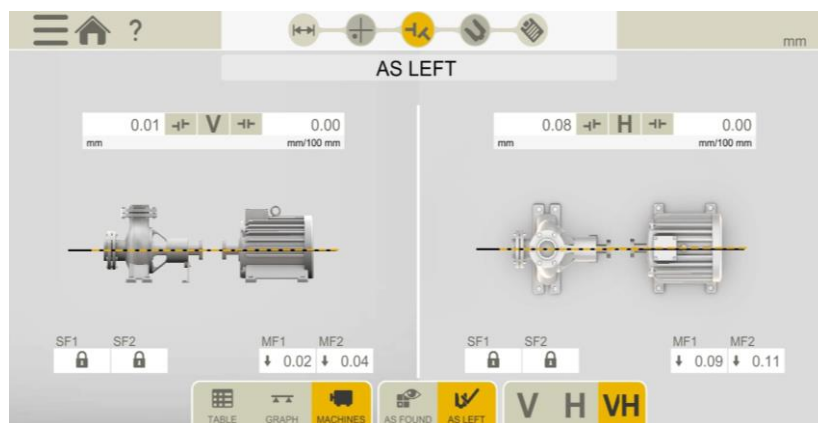 ?
mm
AS LEFT
0.01 V 0.00
mm mm/100 mm
0.08 H 0.00
mm mm/100 mm
SF1 SF2 MF1 MF2
0.02 0.04
SF1 SF2 MF1 MF2
0.09 0.11
TABLE GRAPH MACHINES AS FOUND AS LEFT V H VH